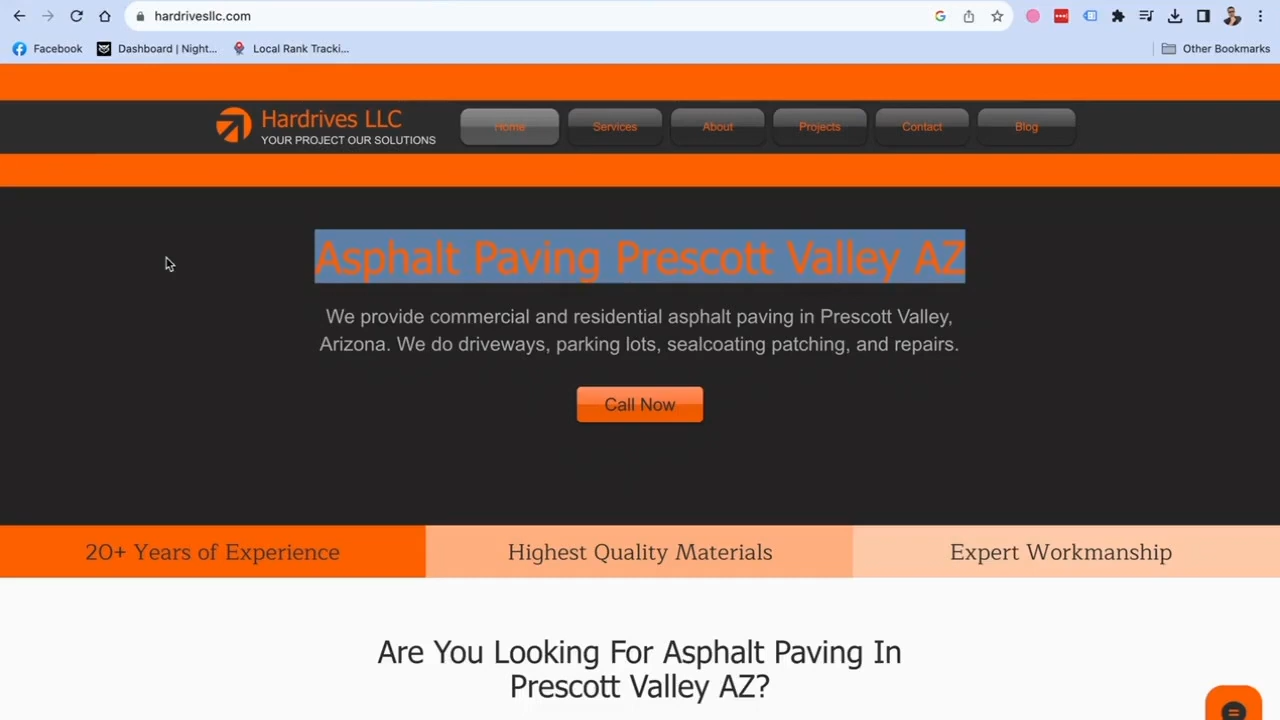 hardrivesllc.com
Facebook
Dashboard | Night...
Local Rank Tracki...
Other Bookmarks
Hardrives LLC
YOUR PROJECT OUR SOLUTIONS
Home
Services
About
Projects
Contact
Blog
Asphalt Paving Prescott Valley AZ
We provide commercial and residential asphalt paving in Prescott Valley,
Arizona. We do driveways, parking lots, sealcoating patching, and repairs.
Call Now
20+ Years of Experience
Highest Quality Materials
Expert Workmanship
Are You Looking For Asphalt Paving In
Prescott Valley AZ?